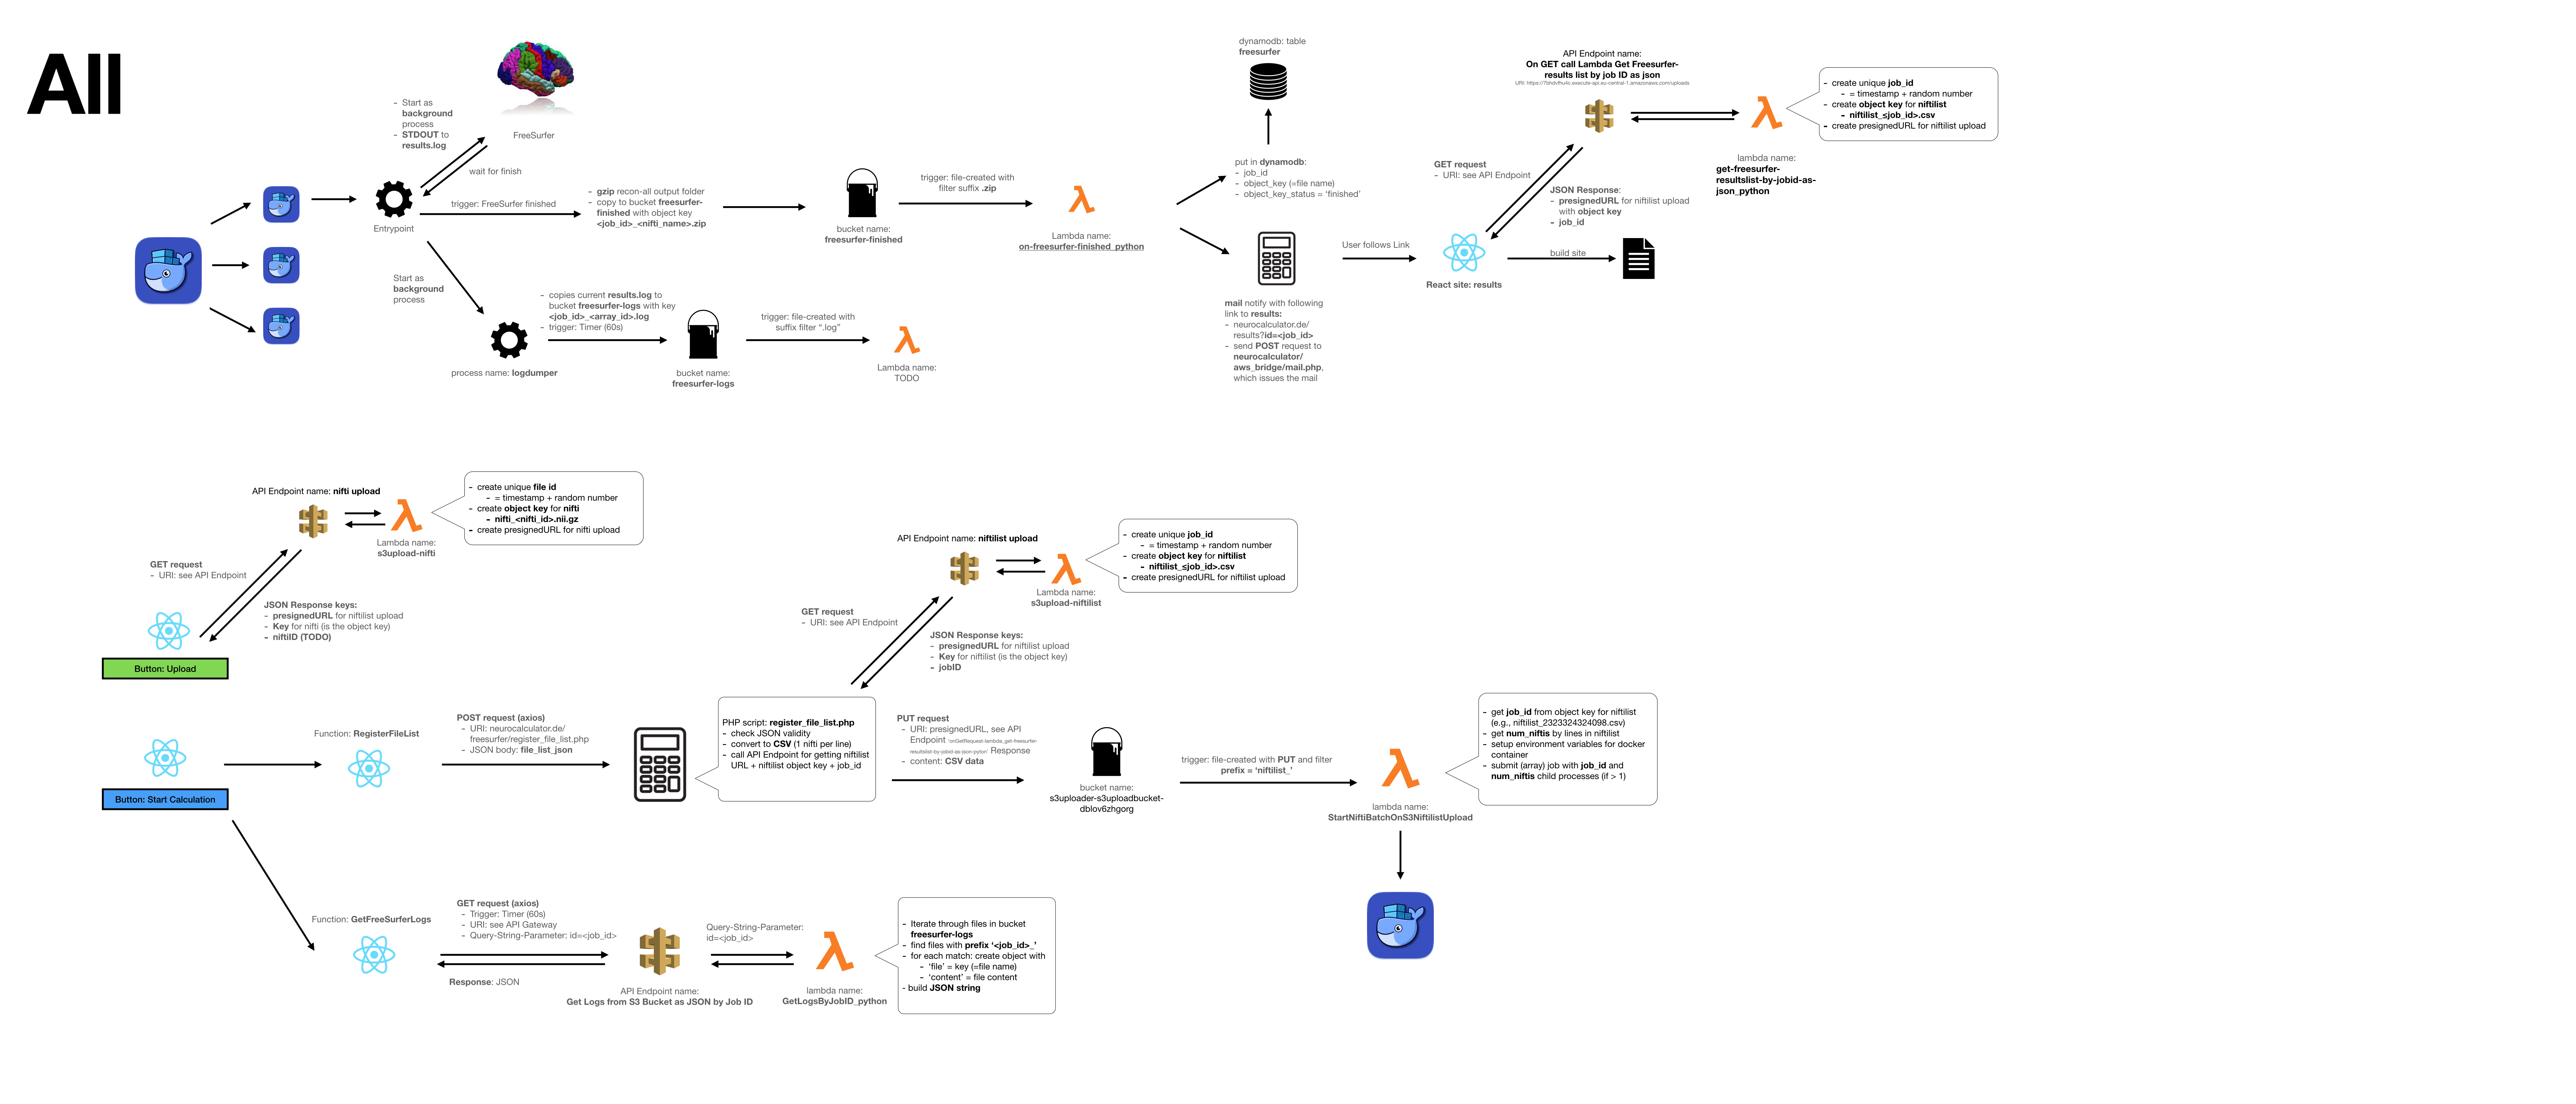 All
- Start as
background
process
- STDOUT to
results.log
FreeSurfer
wait for finish
Entrypoint
trigger: FreeSurfer finished
- gzip recon-all output folder
- copy to bucket freesurfer-
finished with object key
<job_id>_<nifti_name>.zip
bucket name:
freesurfer-finished
trigger: file-created with
filter suffix .zip
Lambda name:
on-freesurfer-finished_python
dynamodb: table
freesurfer
put in dynamodb:
- job_id
- object_key (=file name)
- object_key_status = ‘finished’
mail notify with following
link to results:
- neurocalculator.de/
results?id=<job_id>
- send POST request to
neurocalculator/
aws_bridge/mail.php,
which issues the mail
User follows Link
React site: results
build site
GET request
- URI: see API Endpoint
JSON Response:
- presignedURL for niftilist upload
with object key
- job_id
API Endpoint name:
On GET call Lambda Get Freesurfer-
results list by job ID as json
lambda name:
get-freesurfer-
resultslist-by-jobid-as-
json_python
- create unique job_id
- = timestamp + random number
- create object key for niftilist
- niftilist_≤job_id>.csv
- create presignedURL for niftilist upload
Start as
background
process
process name: logdumper
- copies current results.log to
bucket freesurfer-logs with key
<job_id>_<array_id>.log
- trigger: Timer (60s)
bucket name:
freesurfer-logs
trigger: file-created with
suffix filter “.log”
Lambda name:
TODO
API Endpoint name: nifti upload
Lambda name:
s3upload-nifti
- create unique file id
- = timestamp + random number
- create object key for nifti
- nifti_<nifti_id>.nii.gz
- create presignedURL for nifti upload
GET request
- URI: see API Endpoint
JSON Response keys:
- presignedURL for niftilist upload
- Key for nifti (is the object key)
- niftiID (TODO)
Button: Upload
API Endpoint name: niftilist upload
Lambda name:
s3upload-niftilist
- create unique job_id
- = timestamp + random number
- create object key for niftilist
- niftilist_≤job_id>.csv
- create presignedURL for niftilist upload
GET request
- URI: see API Endpoint
JSON Response keys:
- presignedURL for niftilist upload
- Key for niftilist (is the object key)
- jobID
Button: Start Calculation
Function: RegisterFileList
POST request (axios)
- URI: neurocalculator.de/
freesurfer/register_file_list.php
- JSON body: file_list_json
PHP script: register_file_list.php
- check JSON validity
- convert to CSV (1 nifti per line)
- call API Endpoint for getting niftilist
URL + niftilist object key + job_id
PUT request
- URI: presignedURL, see API
Endpoint
Response
- content: CSV data
bucket name:
s3uploader-s3uploadbucket-
dblov6zhgorg
trigger: file-created with PUT and filter
prefix = ‘niftilist_’
lambda name:
StartNiftiBatchOnS3NiftilistUpload
- get job_id from object key for niftilist
(e.g., niftilist_2323324324098.csv)
- get num_niftis by lines in niftilist
- setup environment variables for docker
container
- submit (array) job with job_id and
num_niftis child processes (if > 1)
Function: GetFreeSurferLogs
GET request (axios)
- Trigger: Timer (60s)
- URI: see API Gateway
- Query-String-Parameter: id=<job_id>
Response: JSON
API Endpoint name:
Get Logs from S3 Bucket as JSON by Job ID
Query-String-Parameter:
id=<job_id>
lambda name:
GetLogsByJobID_python
- Iterate through files in bucket
freesurfer-logs
- find files with prefix ‘<job_id>_’
- for each match: create object with
- ‘file’ = key (=file name)
- ‘content’ = file content
- build JSON string